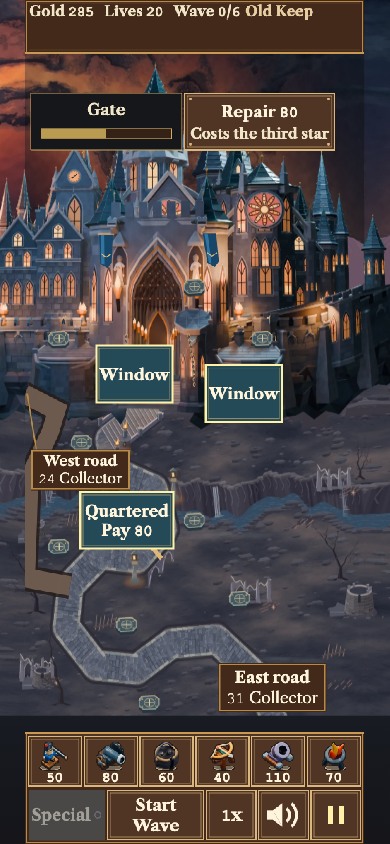 Gold 285 Lives 20 Wave 0/6 Old Keep
Gate
Repair 80
Costs the third star
Window
Window
West road
24 Collector
Quartered
Pay 80
East road
31 Collector
50 80 60 40 110 70
Special
Start
Wave
1x